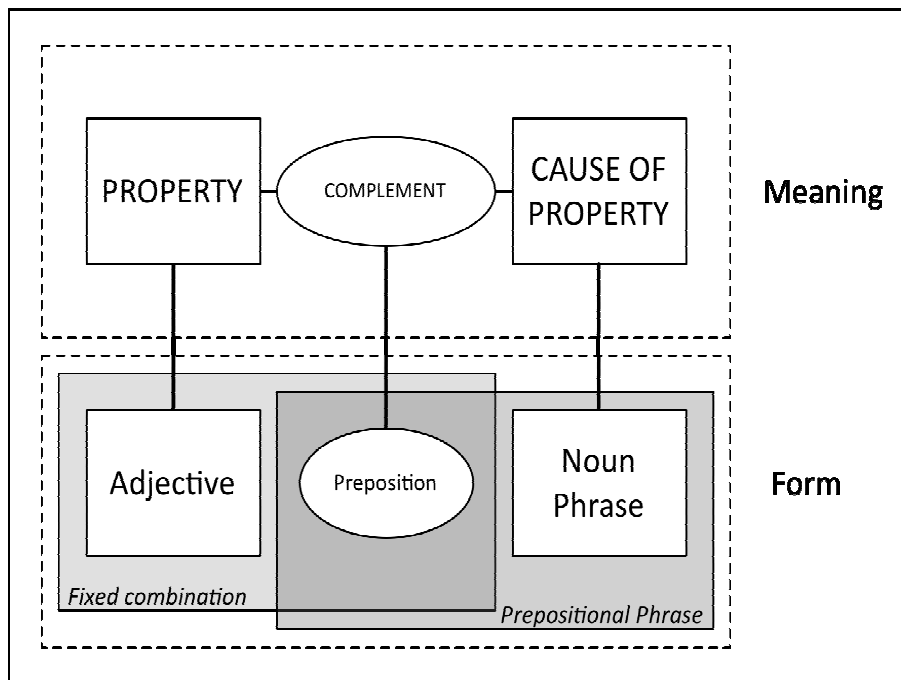 PROPERTY
COMPLEMENT
CAUSE OF
PROPERTY
Meaning
Adjective
Preposition
Noun
Phrase
Form
Fixed combination
Prepositional Phrase